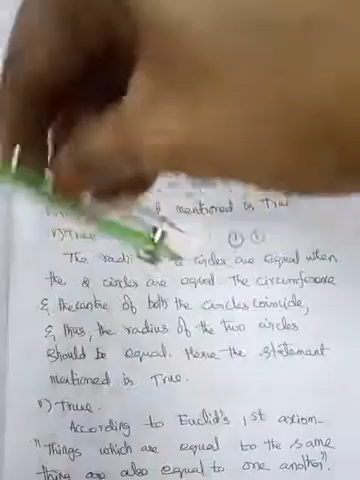 mentioned is True
iv) True
The radii circles are equal when
the & circles are equal. The circumference
& the centre of both the circles coincide,
& thus, the radius of the two circles
should be equal. Hence the statement
mentioned is True.
v) True.
According to Euclid's 1st axiom-
"Things which are equal to the same
thing are also equal to one another".